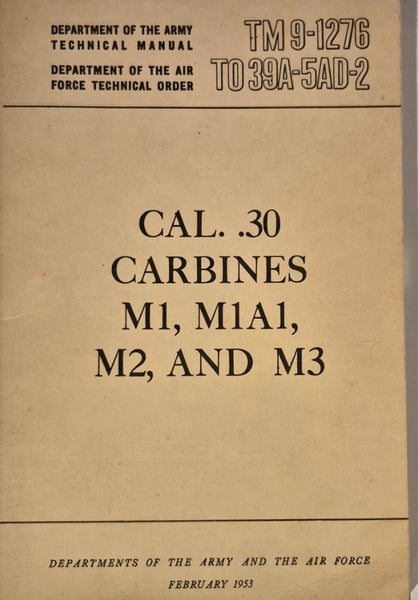 DEPARTMENT OF THE ARMY
TECHNICAL MANUAL
TM 9-1276
DEPARTMENT OF THE AIR
FORCE TECHNICAL ORDER
TO 39A-5AD-2
CAL. .30
CARBINES
M1, M1A1,
M2, AND M3
DEPARTMENTS OF THE ARMY AND THE AIR FORCE
FEBRUARY 1953